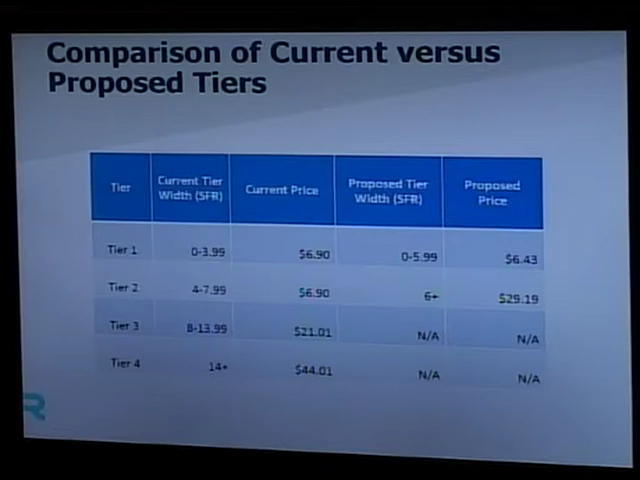 Comparison of Current versus
Proposed Tiers
Tier
Current Tier
Width (SFR)
Current Price
Proposed Tier
Width (SFR)
Proposed
Price
Tier 1
0-3.99
$6.90
0-5.99
$6.43
Tier 2
4-7.99
$6.90
6+
$29.19
Tier 3
8-13.99
$21.01
N/A
N/A
Tier 4
14+
$44.01
N/A
N/A
R